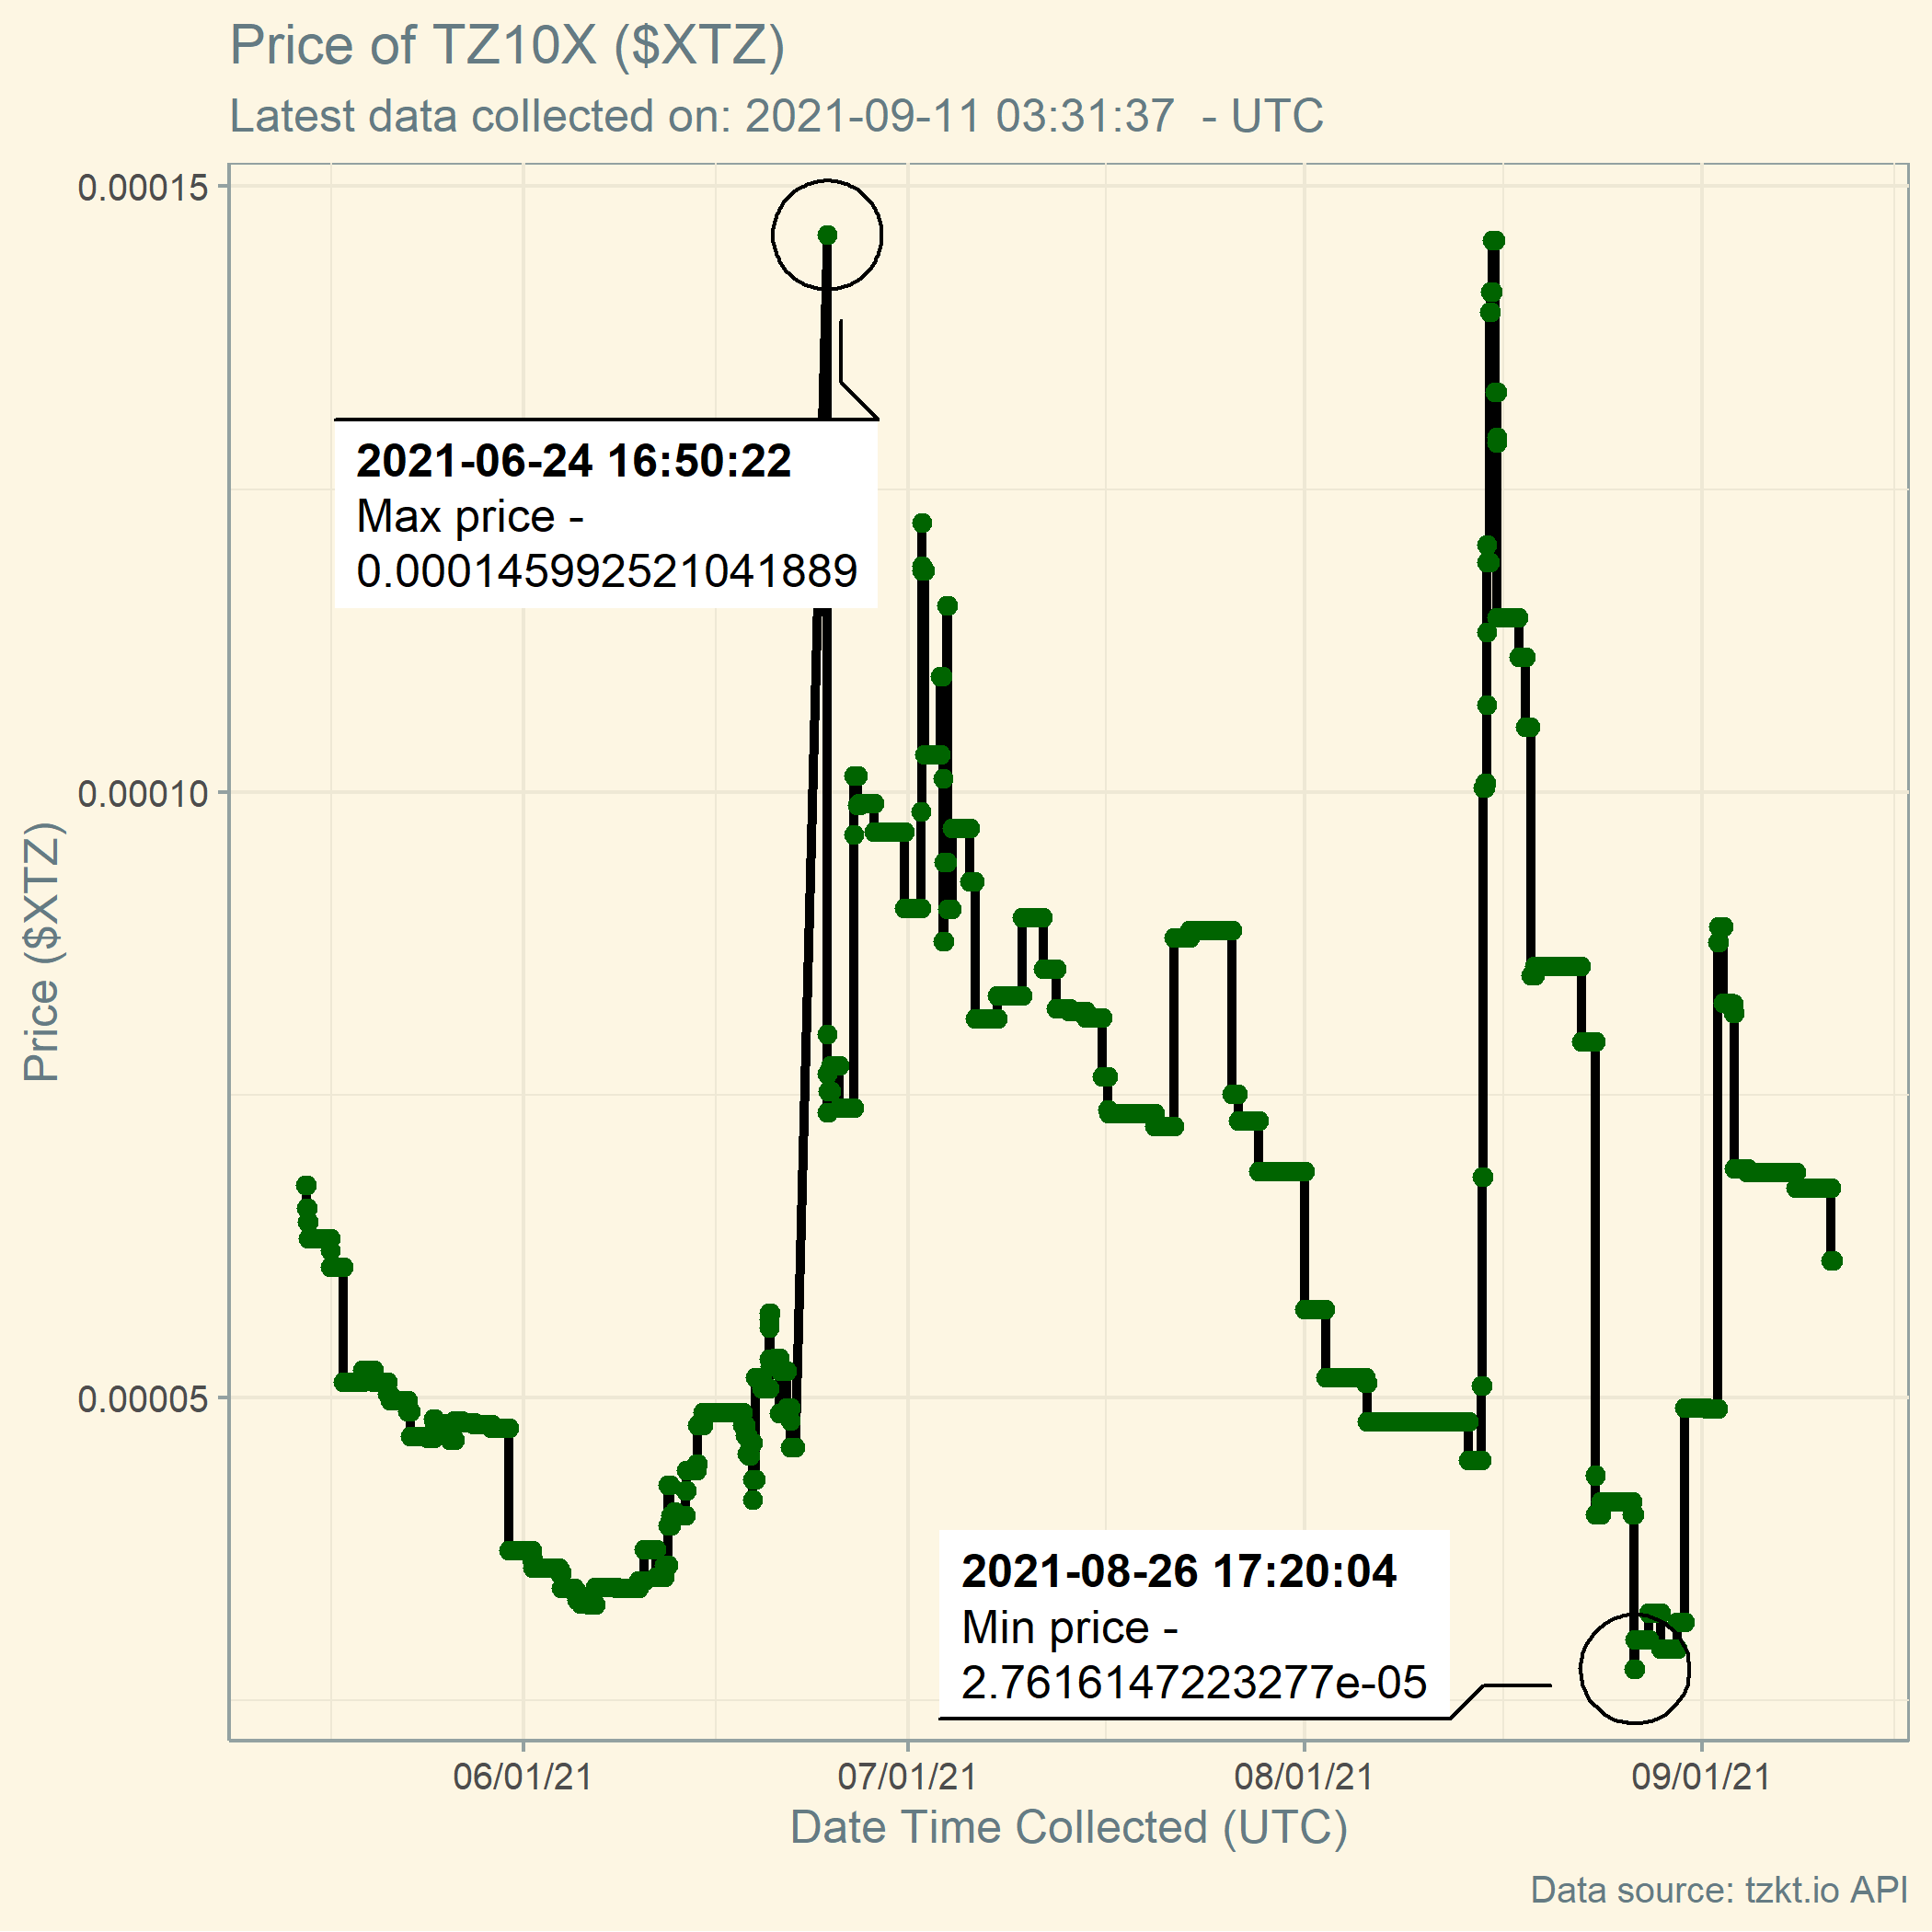 Price of TZ10X ($XTZ)
Latest data collected on: 2021-09-11 03:31:37  - UTC
Price ($XTZ)
0.00015
0.00010
0.00005
2021-06-24 16:50:22
Max price -
0.000145992521041889
2021-08-26 17:20:04
Min price -
2.7616147223277e-05
06/01/21
07/01/21
08/01/21
09/01/21
Date Time Collected (UTC)
Data source: tzkt.io API